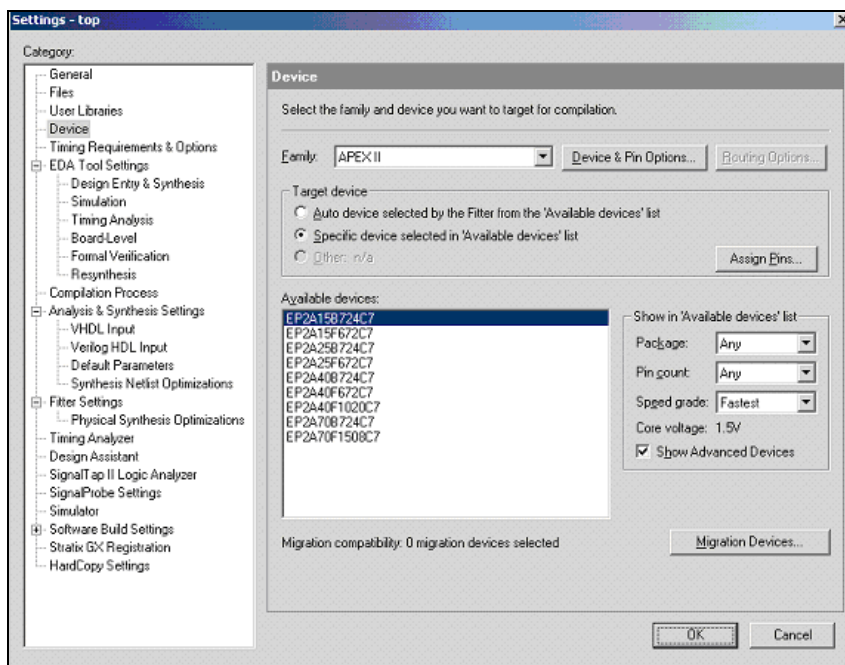 Settings - top
Category:
General
Files
User Libraries
Device
Timing Requirements & Options
EDA Tool Settings
Design Entry & Synthesis
Simulation
Timing Analysis
Board-Level
Formal Verification
Resynthesis
Compilation Process
Analysis & Synthesis Settings
VHDL Input
Verilog HDL Input
Default Parameters
Synthesis Netlist Optimizations
Fitter Settings
Physical Synthesis Optimizations
Timing Analyzer
Design Assistant
SignalTap II Logic Analyzer
SignalProbe Settings
Simulator
Software Build Settings
Stratix GX Registration
HardCopy Settings
Device
Select the family and device you want to target for compilation.
Family: APEX II Device & Pin Options... Routing Options...
Target device
Auto device selected by the Fitter from the 'Available devices' list
Specific device selected in 'Available devices' list
Other: n/a
Assign Pins...
Available devices:
EP2A15B724C7
EP2A15F672C7
EP2A25B724C7
EP2A25F672C7
EP2A40B724C7
EP2A40F672C7
EP2A40F1020C7
EP2A70B724C7
EP2A70F1508C7
Show in 'Available devices' list
Package: Any
Pin count: Any
Speed grade: Fastest
Core voltage: 1.5V
Show Advanced Devices
Migration compatibility: 0 migration devices selected
Migration Devices...
OK Cancel